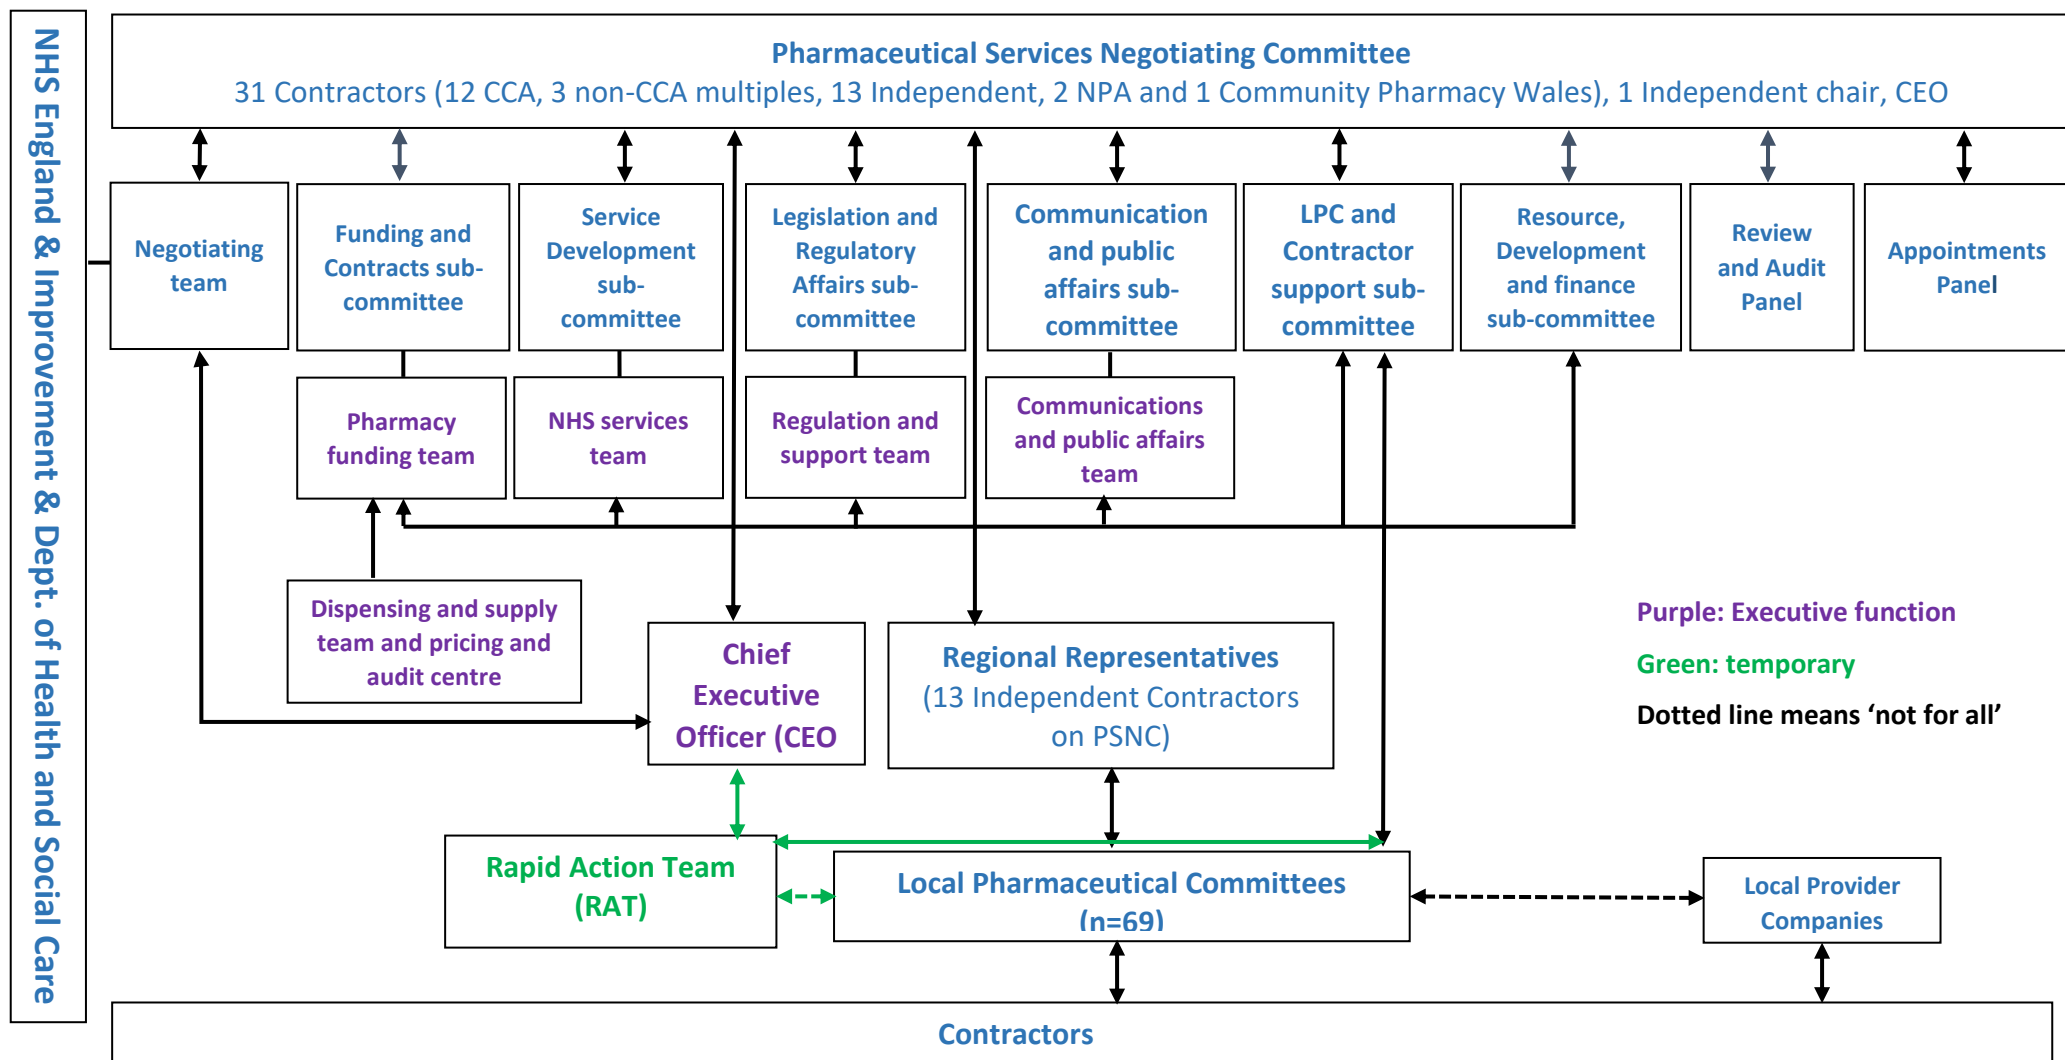 NHS England & Improvement & Dept. of Health and Social Care
Pharmaceutical Services Negotiating Committee
31 Contractors (12 CCA, 3 non-CCA multiples, 13 Independent, 2 NPA and 1 Community Pharmacy Wales), 1 Independent chair, CEO
Negotiating
team
Funding and
Contracts sub-
committee
Service
Development
sub-
committee
Legislation and
Regulatory
Affairs sub-
committee
Communication
and public
affairs sub-
committee
LPC and
Contractor
support sub-
committee
Resource,
Development
and finance
sub-committee
Review
and Audit
Panel
Appointments
Panel
Pharmacy
funding team
NHS services
team
Regulation and
support team
Communications
and public affairs
team
Dispensing and supply
team and pricing and
audit centre
Chief
Executive
Officer (CEO
Regional Representatives
(13 Independent Contractors
on PSNC)
Purple: Executive function
Green: temporary
Dotted line means ‘not for all’
Rapid Action Team
(RAT)
Local Pharmaceutical Committees
(n=69)
Local Provider
Companies
Contractors